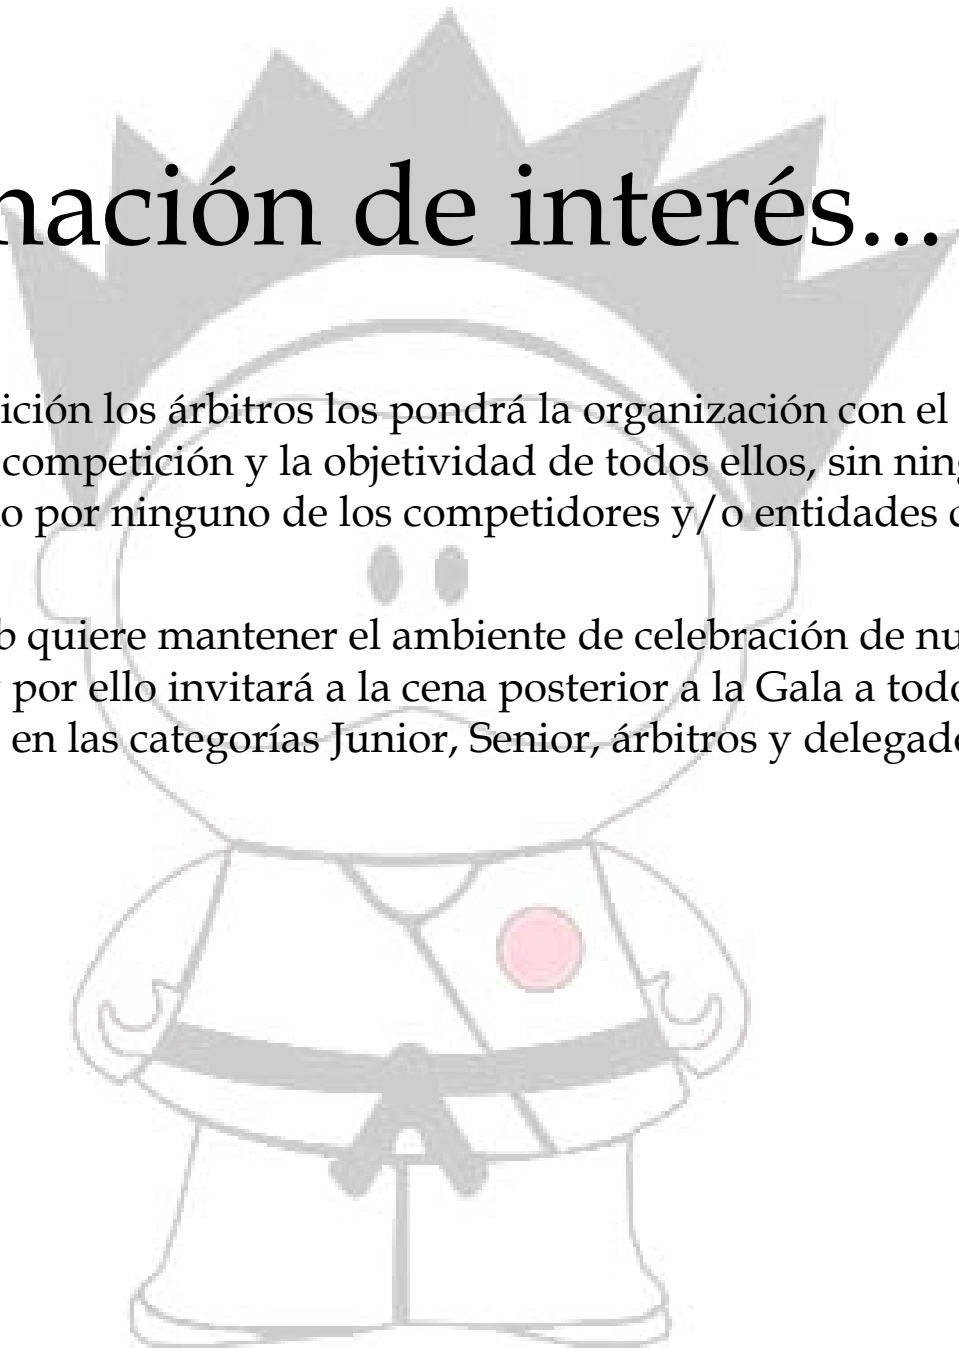 nación de interés...
ición los árbitros los pondrá la organización con el
competición y la objetividad de todos ellos, sin ning
o por ninguno de los competidores y/o entidades
b quiere mantener el ambiente de celebración de nu
por ello invitará a la cena posterior a la Gala a todo
en las categorías Junior, Senior, árbitros y delegado